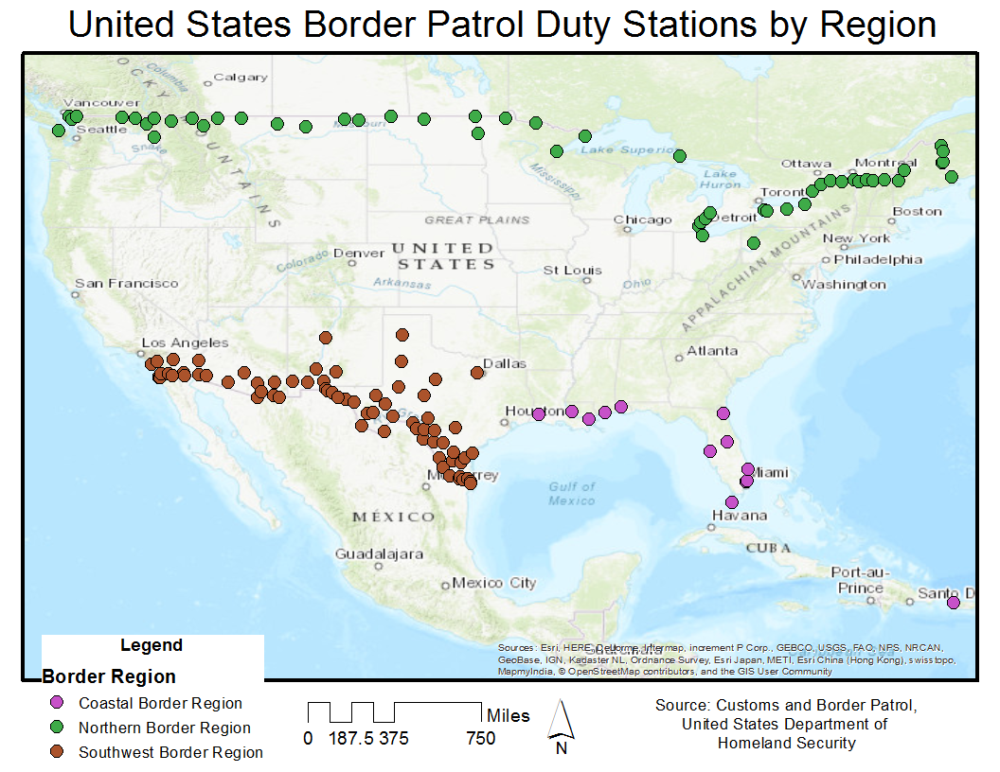 United States Border Patrol Duty Stations by Region
OCKY
Columbia
Calgary
Vancouver
Seattle
Snake
UNTAINS
Missouri
Lake Superior
Mississippi
Lake
Huron
Ottawa
Montreal
Toront
Detroit
Boston
Chicago
GREAT PLAINS
New York
Philadelphia
Washington
APPALACHIAN MOUNTAINS
UNITED
STATES
Denver
Colorado
Arkansas
St Louis
Ohio
San Francisco
Los Angeles
Atlanta
Dallas
Houston
Miami
Gulf of
Mexico
Havana
MÉXICO
CUBA
Guadalajara
Mexico City
Port-au-
Prince
Santo D
Sources: Esri, HERE, DeLorme, Intermap, increment P Corp., GEBCO, USGS, FAO, NPS, NRCAN,
GeoBase, IGN, Kadaster NL, Ordnance Survey, Esri Japan, METI, Esri China (Hong Kong), swisstopo,
MapmyIndia, © OpenStreetMap contributors, and the GIS User Community
Legend
Border Region
Coastal Border Region
Northern Border Region
Southwest Border Region
0 187.5 375 750 Miles
N
Source: Customs and Border Patrol,
United States Department of
Homeland Security